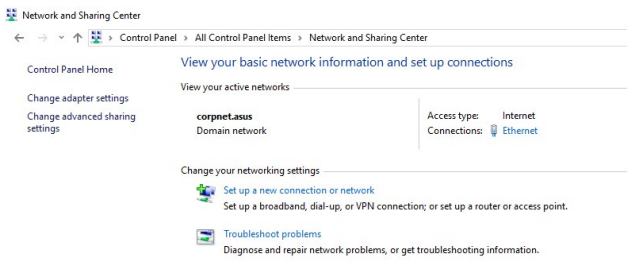 Network and Sharing Center
Control Panel > All Control Panel Items > Network and Sharing Center
Control Panel Home
Change adapter settings
Change advanced sharing
settings
View your basic network information and set up connections
View your active networks
corpnet.asus
Domain network
Access type: Internet
Connections: Ethernet
Change your networking settings
Set up a new connection or network
Set up a broadband, dial-up, or VPN connection; or set up a router or access point.
Troubleshoot problems
Diagnose and repair network problems, or get troubleshooting information.